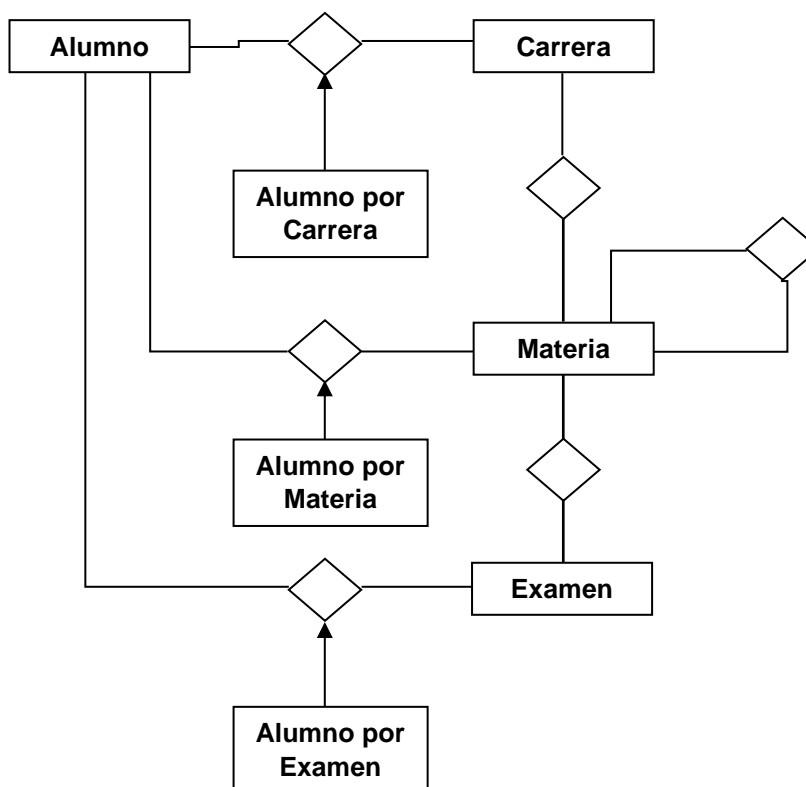 Alumno
Carrera
Alumno por
Carrera
Materia
Alumno por
Materia
Examen
Alumno por
Examen